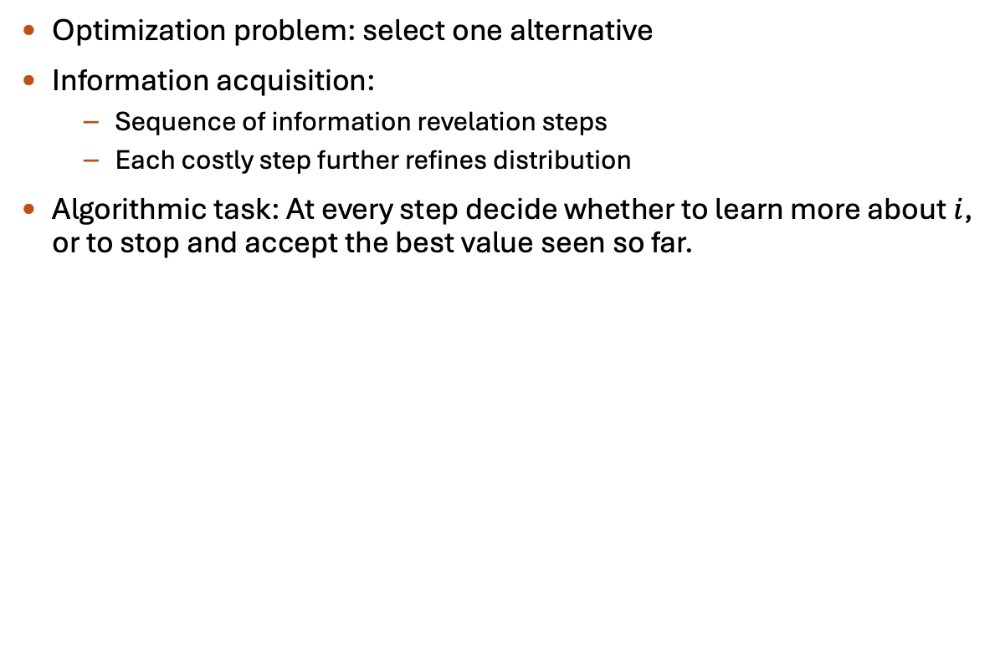 • Optimization problem: select one alternative
• Information acquisition:
– Sequence of information revelation steps
– Each costly step further refines distribution
• Algorithmic task: At every step decide whether to learn more about i,
or to stop and accept the best value seen so far.